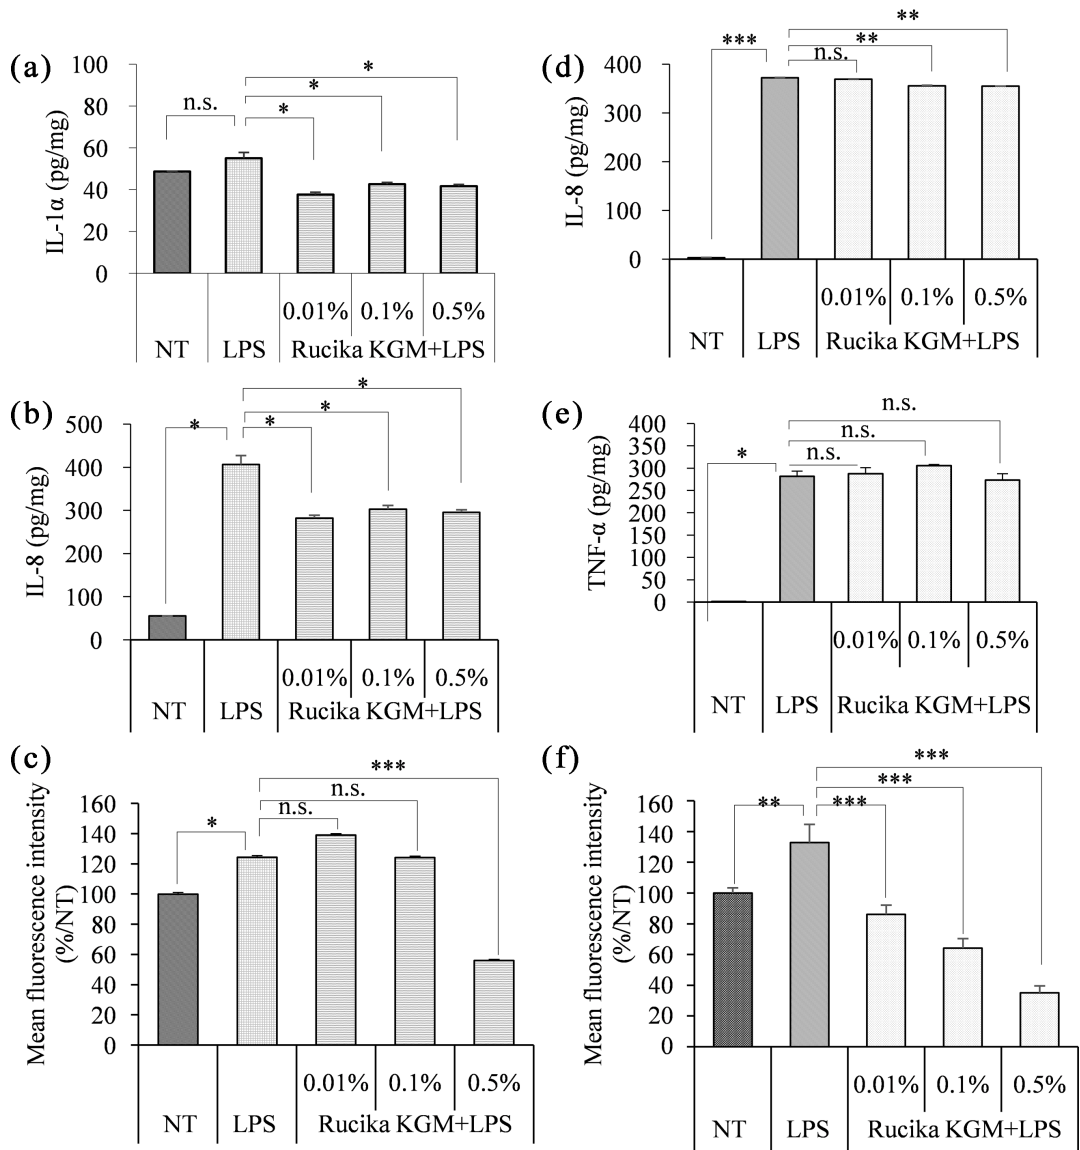 (a)
IL-1α (pg/mg)
100
80
60
40
20
0
n.s.
*
*
*
0.01% 0.1% 0.5%
NT LPS Rucika KGM+LPS
(d)
IL-8 (pg/mg)
400
300
200
100
0
***
n.s.
**
**
0.01% 0.1% 0.5%
NT LPS Rucika KGM+LPS
(b)
IL-8 (pg/mg)
500
400
300
200
100
0
*
*
*
*
0.01% 0.1% 0.5%
NT LPS Rucika KGM+LPS
(e)
TNF-α (pg/mg)
400
350
300
250
200
150
100
50
0
*
n.s.
n.s.
n.s.
0.01% 0.1% 0.5%
NT LPS Rucika KGM+LPS
(c)
Mean fluorescence intensity
(%/NT)
160
140
120
100
80
60
40
20
0
*
n.s.
n.s.
***
0.01% 0.1% 0.5%
NT LPS Rucika KGM+LPS
(f)
Mean fluorescence intensity
(%/NT)
160
140
120
100
80
60
40
20
0
**
***
***
***
0.01% 0.1% 0.5%
NT LPS Rucika KGM+LPS